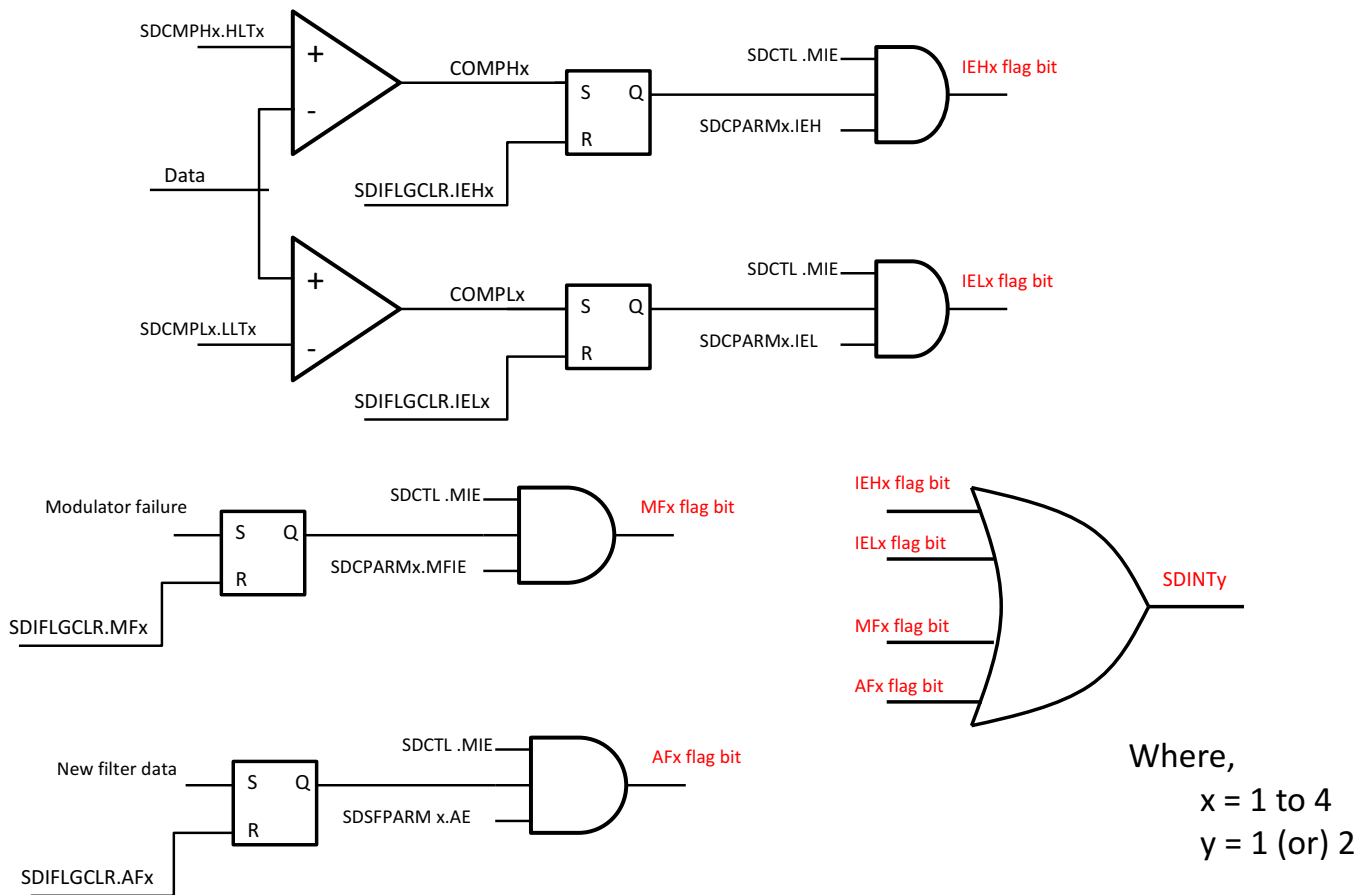 SDCMPHx.HLTx
+
-
COMPHx
S
Q
R
SDIFLGCLR.IEHx
SDCTL .MIE
SDCPARMx.IEH
IEHx flag bit
Data
+
-
SDCMPLx.LLTx
COMPLx
S
Q
R
SDIFLGCLR.IELx
SDCTL .MIE
SDCPARMx.IEL
IELx flag bit
Modulator failure
S
Q
R
SDIFLGCLR.MFx
SDCTL .MIE
SDCPARMx.MFIE
MFx flag bit
IEHx flag bit
IELx flag bit
MFx flag bit
AFx flag bit
SDINTy
New filter data
S
Q
R
SDIFLGCLR.AFx
SDCTL .MIE
SDSFPARM x.AE
AFx flag bit
Where,
x = 1 to 4
y = 1 (or) 2